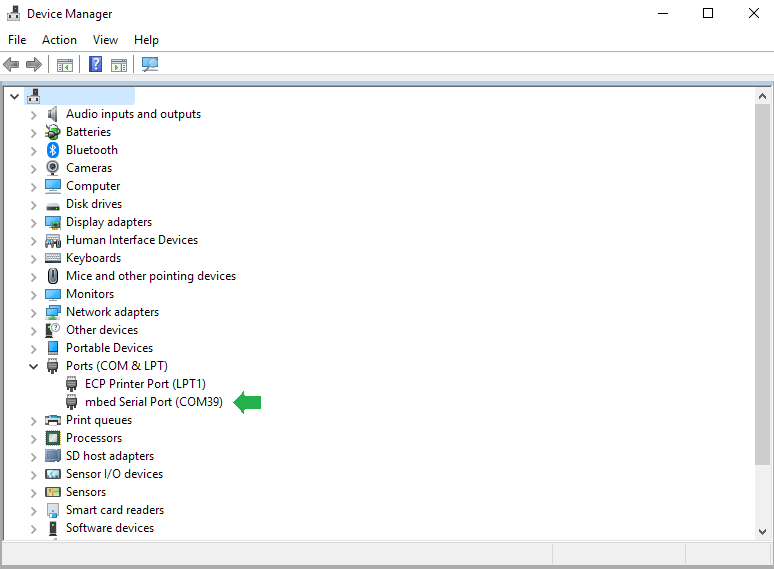 Device Manager
File Action View Help
Audio inputs and outputs
Batteries
Bluetooth
Cameras
Computer
Disk drives
Display adapters
Human Interface Devices
Keyboards
Mice and other pointing devices
Monitors
Network adapters
Other devices
Portable Devices
Ports (COM & LPT)
ECP Printer Port (LPT1)
mbed Serial Port (COM39)
Print queues
Processors
SD host adapters
Sensor I/O devices
Sensors
Smart card readers
Software devices